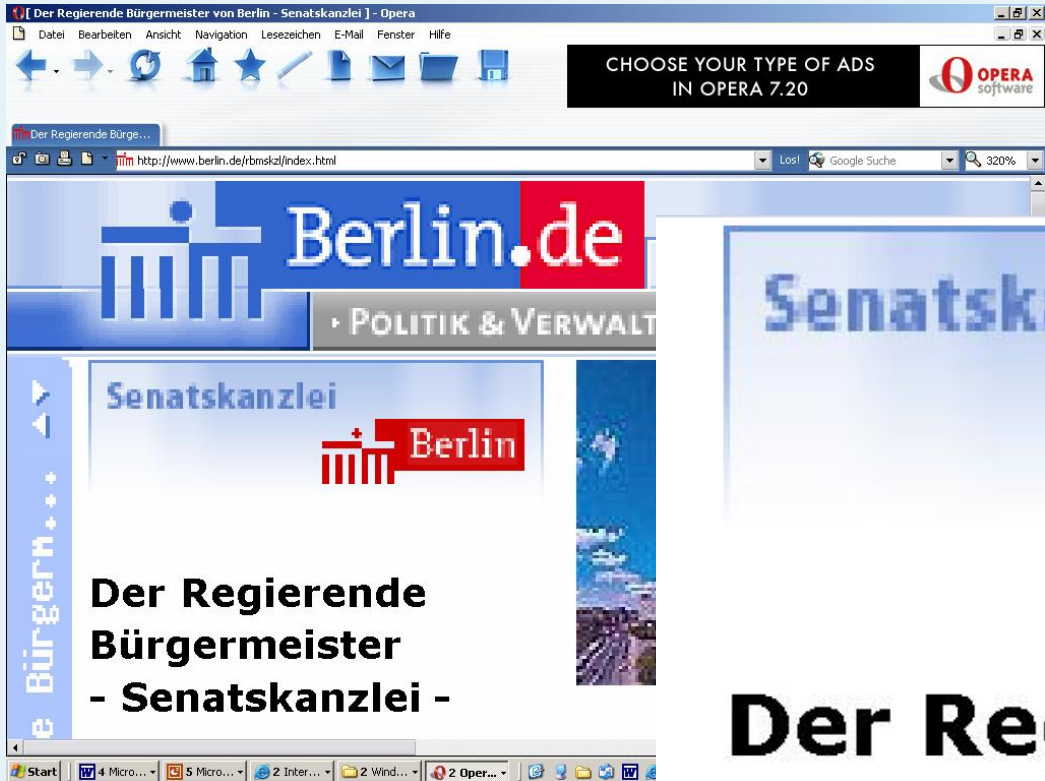 [ Der Regierende Bürgermeister von Berlin - Senatskanzlei ] - Opera
Datei Bearbeiten Ansicht Navigation Lesezeichen E-Mail Fenster Hilfe
CHOOSE YOUR TYPE OF ADS
IN OPERA 7.20
OPERA
software
Der Regierende Bürge...
http://www.berlin.de/rbmskzl/index.html
Los!
Google Suche
320%
Berlin.de
POLITIK & VERWALT
Senatskanzlei
Berlin
e Bürgern...
Der Regierende
Bürgermeister
- Senatskanzlei -
Senatsk
Der Re
Start 4 Micro... 5 Micro... 2 Inter... 2 Wind... 2 Oper...